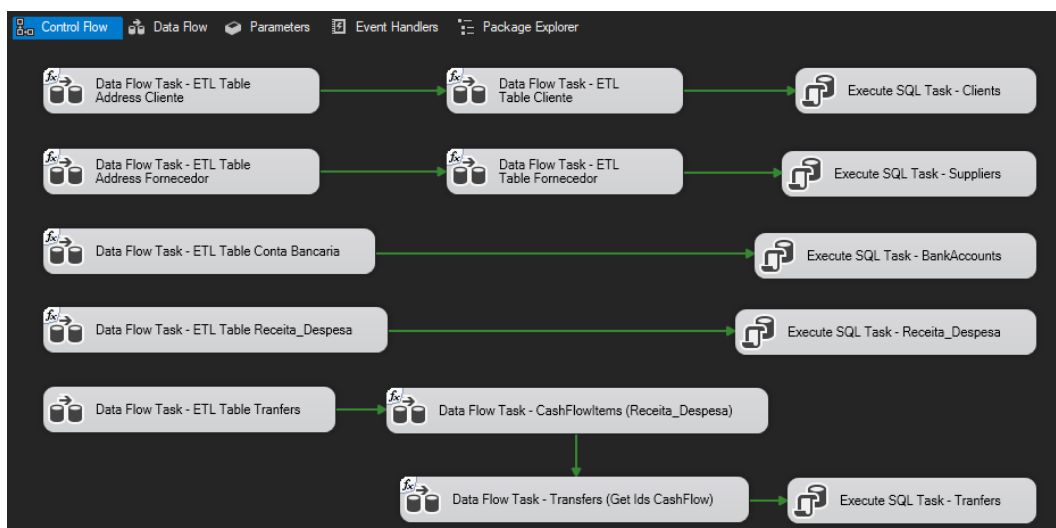 Control Flow Data Flow Parameters Event Handlers Package Explorer
Data Flow Task - ETL Table
Address Cliente
Data Flow Task - ETL
Table Cliente
Execute SQL Task - Clients
Data Flow Task - ETL Table
Address Fornecedor
Data Flow Task - ETL
Table Fornecedor
Execute SQL Task - Suppliers
Data Flow Task - ETL Table Conta Bancaria
Execute SQL Task - BankAccounts
Data Flow Task - ETL Table Receita_Despesa
Execute SQL Task - Receita_Despesa
Data Flow Task - ETL Table Tranfers
Data Flow Task - CashFlowItems (Receita_Despesa)
Data Flow Task - Transfers (Get Ids CashFlow)
Execute SQL Task - Tranfers